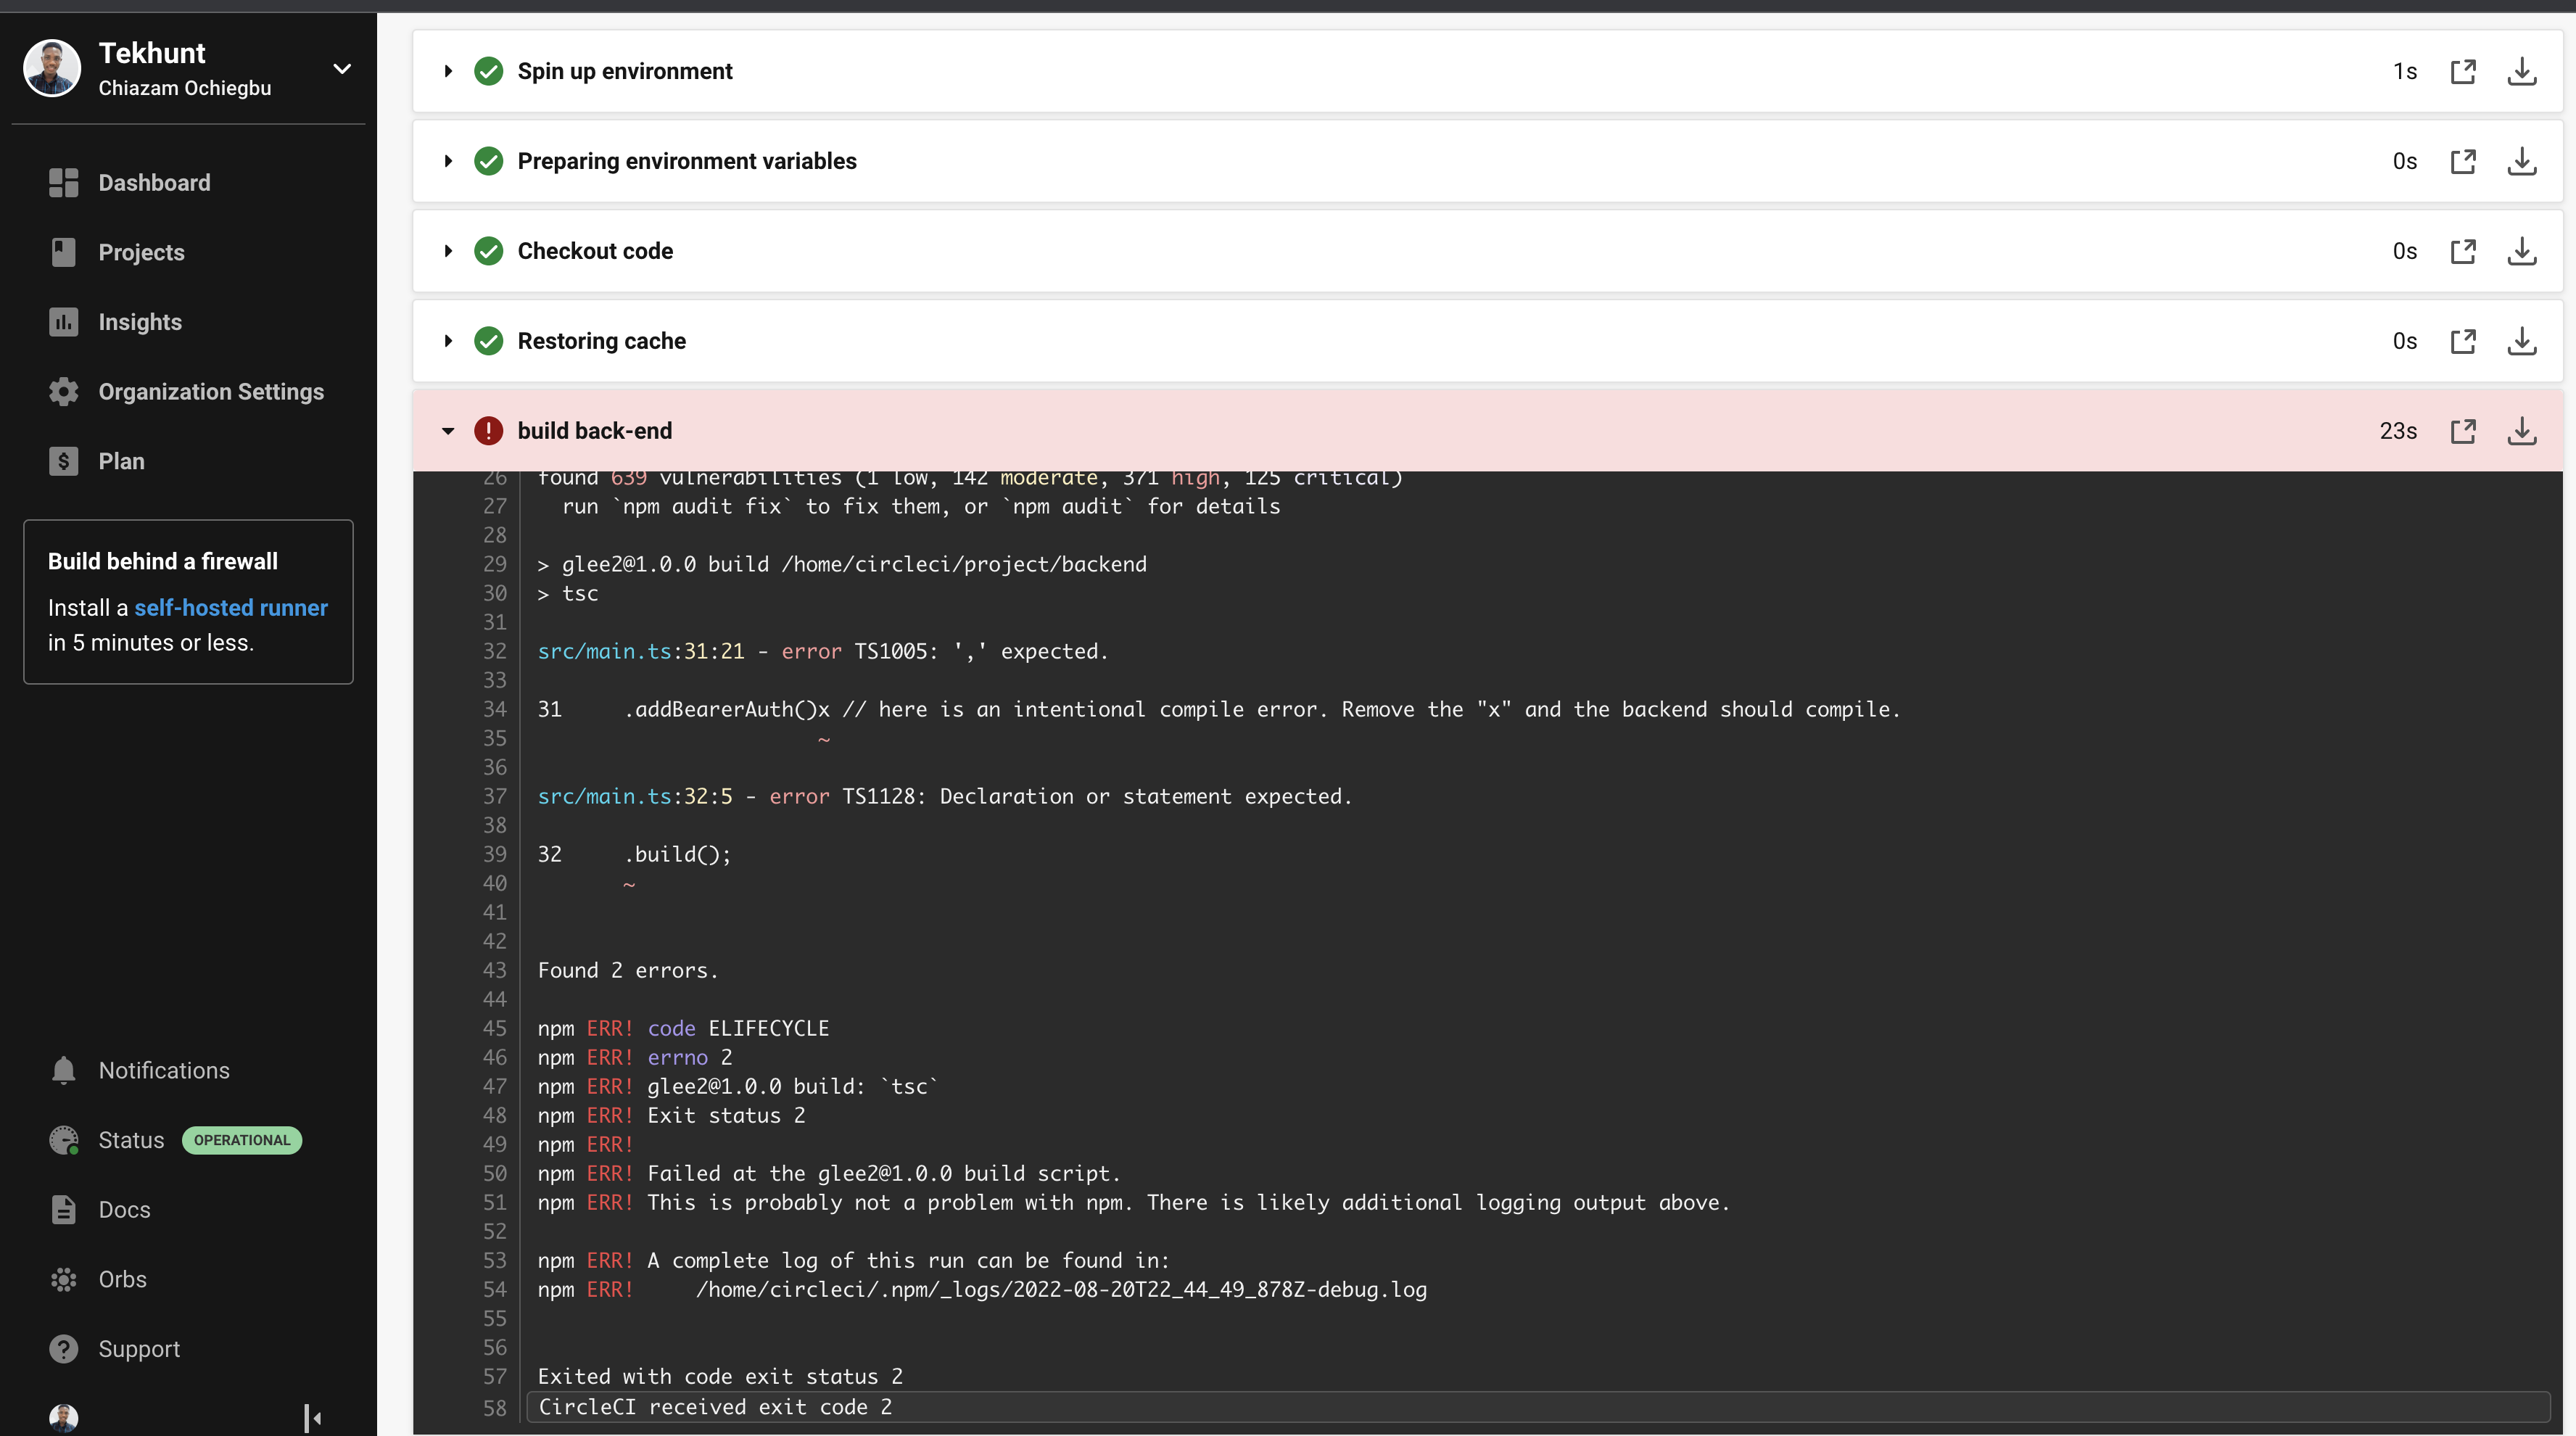 Tekhunt
Chiazam Ochiegbu
Dashboard
Projects
Insights
Organization Settings
Plan
Build behind a firewall
Install a self-hosted runner
in 5 minutes or less.
Notifications
Status OPERATIONAL
Docs
Orbs
Support
Spin up environment 1s
Preparing environment variables 0s
Checkout code 0s
Restoring cache 0s
build back-end 23s
26 found 639 vulnerabilities (1 low, 142 moderate, 371 high, 125 critical)
27 run `npm audit fix` to fix them, or `npm audit` for details
28
29 > glee2@1.0.0 build /home/circleci/project/backend
30 > tsc
31
32 src/main.ts:31:21 - error TS1005: ',' expected.
33
34 31     .addBearerAuth()x // here is an intentional compile error. Remove the "x" and the backend should compile.
35 ~
36
37 src/main.ts:32:5 - error TS1128: Declaration or statement expected.
38
39 32     .build();
40 ~
41
42
43 Found 2 errors.
44
45 npm ERR! code ELIFECYCLE
46 npm ERR! errno 2
47 npm ERR! glee2@1.0.0 build: `tsc`
48 npm ERR! Exit status 2
49 npm ERR!
50 npm ERR! Failed at the glee2@1.0.0 build script.
51 npm ERR! This is probably not a problem with npm. There is likely additional logging output above.
52
53 npm ERR! A complete log of this run can be found in:
54 npm ERR!     /home/circleci/.npm/_logs/2022-08-20T22_44_49_878Z-debug.log
55
56
57 Exited with code exit status 2
58 CircleCI received exit code 2